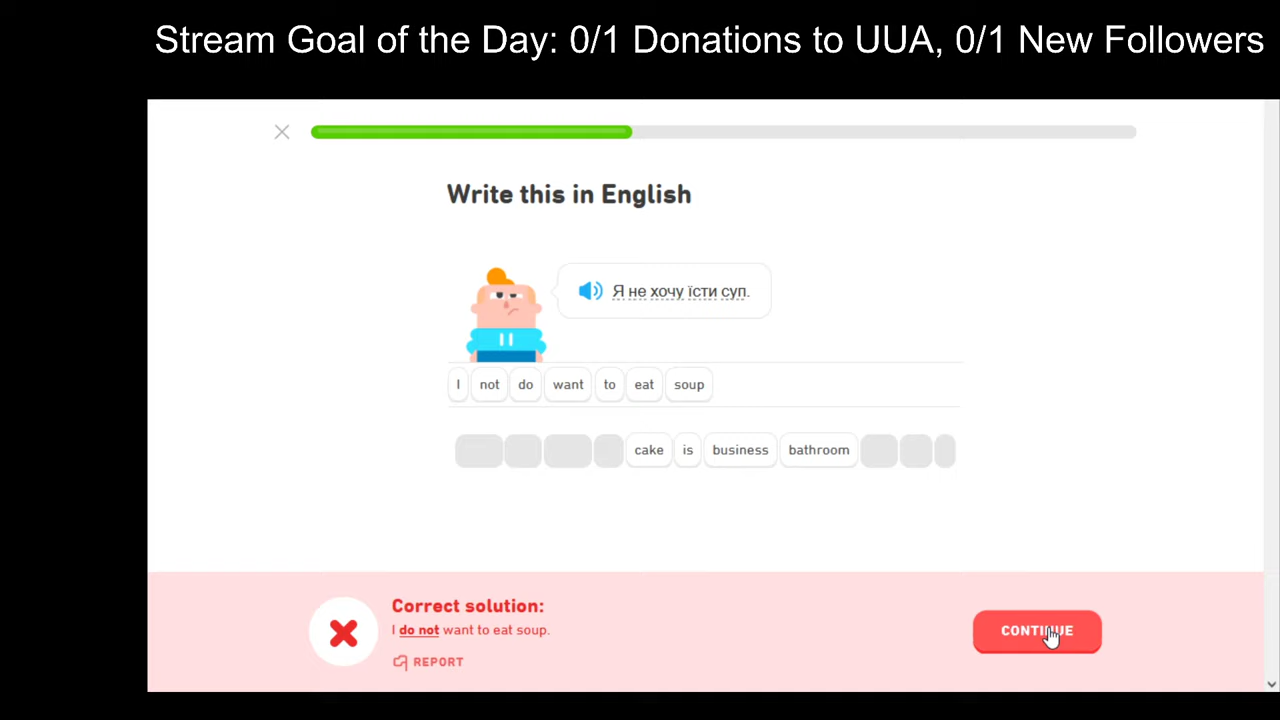 Stream Goal of the Day: 0/1 Donations to UUA, 0/1 New Followers
Write this in English
Я не хочу їсти суп.
I not do want to eat soup
cake is business bathroom
Correct solution:
I do not want to eat soup.
CONTINUE
REPORT